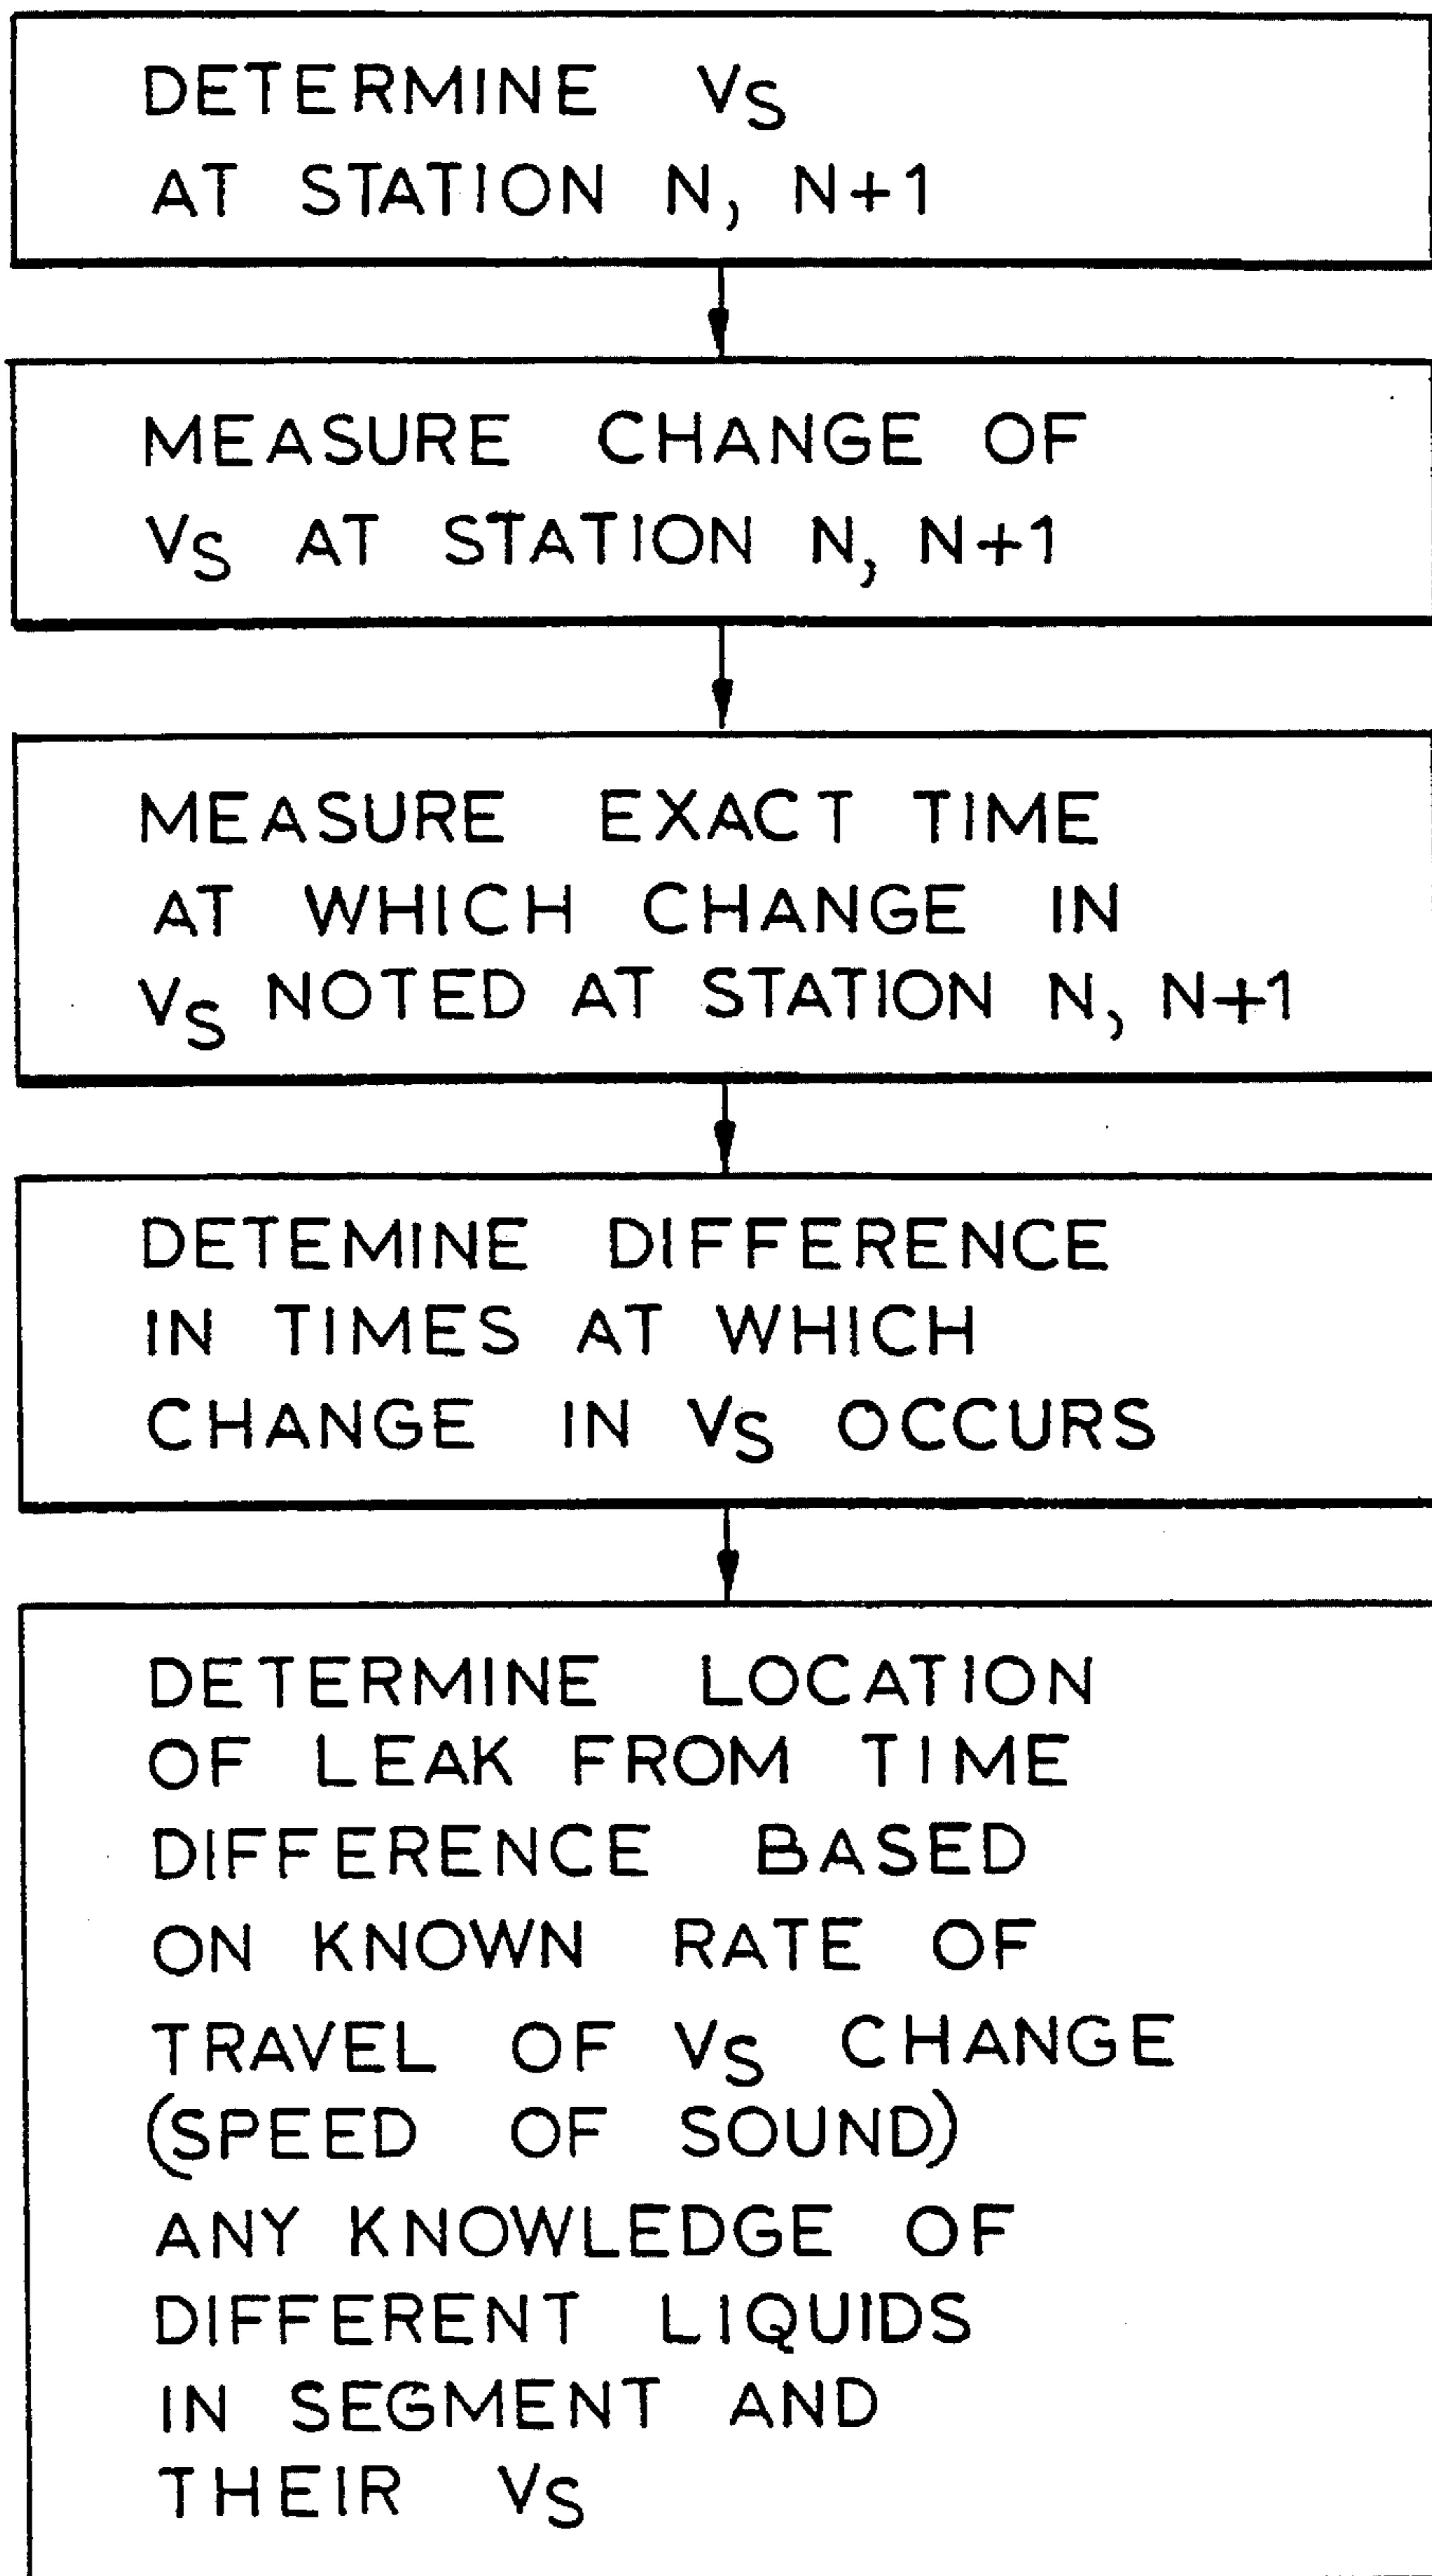 DETERMINE VS
AT STATION N, N+1
MEASURE CHANGE OF
VS AT STATION N, N+1
MEASURE EXACT TIME
AT WHICH CHANGE IN
VS NOTED AT STATION N, N+1
DETEMINE DIFFERENCE
IN TIMES AT WHICH
CHANGE IN VS OCCURS
DETERMINE LOCATION
OF LEAK FROM TIME
DIFFERENCE BASED
ON KNOWN RATE OF
TRAVEL OF VS CHANGE
(SPEED OF SOUND)
ANY KNOWLEDGE OF
DIFFERENT LIQUIDS
IN SEGMENT AND
THEIR VS